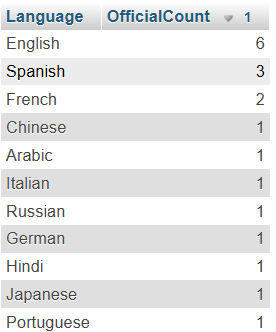 Language OfficialCount 1
English 6
Spanish 3
French 2
Chinese 1
Arabic 1
Italian 1
Russian 1
German 1
Hindi 1
Japanese 1
Portuguese 1